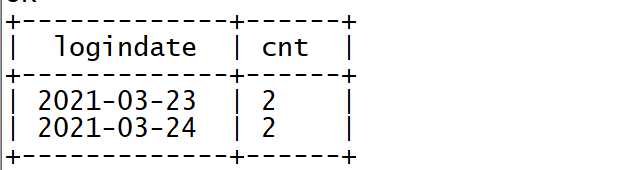 +-------------+------+
|  logindate  | cnt  |
+-------------+------+
| 2021-03-23  | 2    |
| 2021-03-24  | 2    |
+-------------+------+